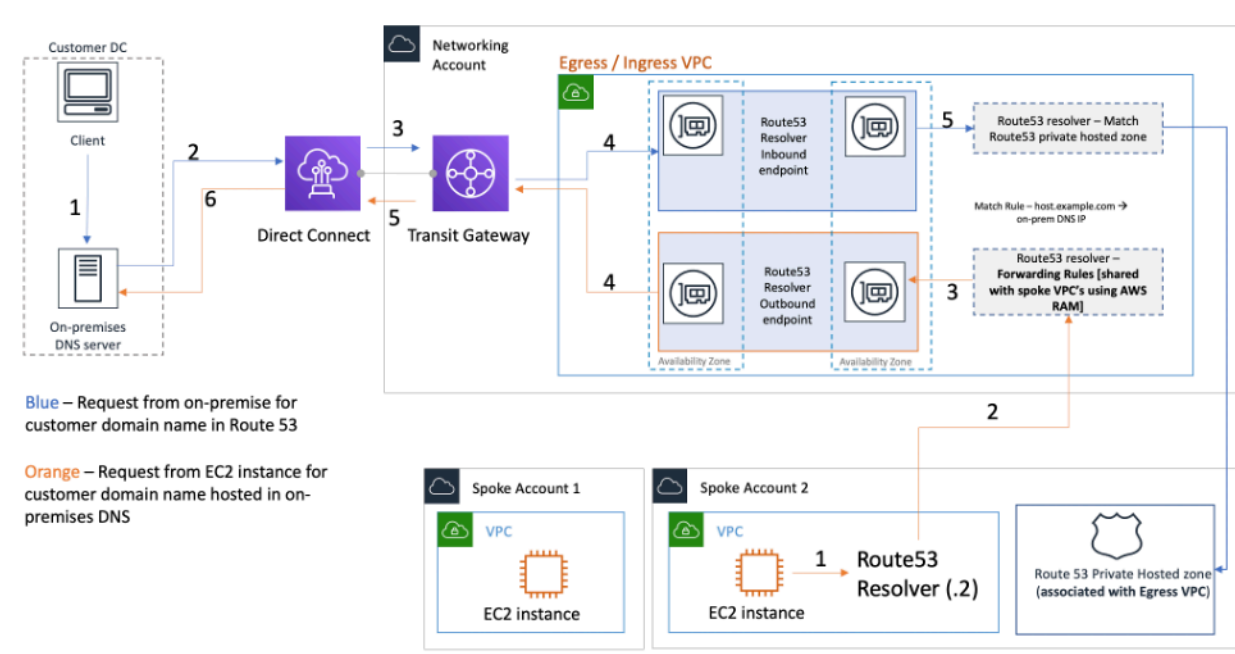 Customer DC
Client
1
On-premises
DNS server
2
6
Direct Connect
3
5
Transit Gateway
Networking
Account
Egress / Ingress VPC
4
4
Route53
Resolver
Inbound
endpoint
Route53
Resolver
Outbound
endpoint
Availability Zone
Availability Zone
5
Route53 resolver – Match
Route53 private hosted zone
Match Rule – host.example.com →
on-prem DNS IP
3
Route53 resolver –
Forwarding Rules [shared
with spoke VPC's using AWS
RAM]
2
Blue – Request from on-premise for
customer domain name in Route 53
Orange – Request from EC2 instance for
customer domain name hosted in on-
premises DNS
Spoke Account 1
VPC
EC2 instance
Spoke Account 2
VPC
EC2 instance
1
Route53
Resolver (.2)
Route 53 Private Hosted zone
(associated with Egress VPC)